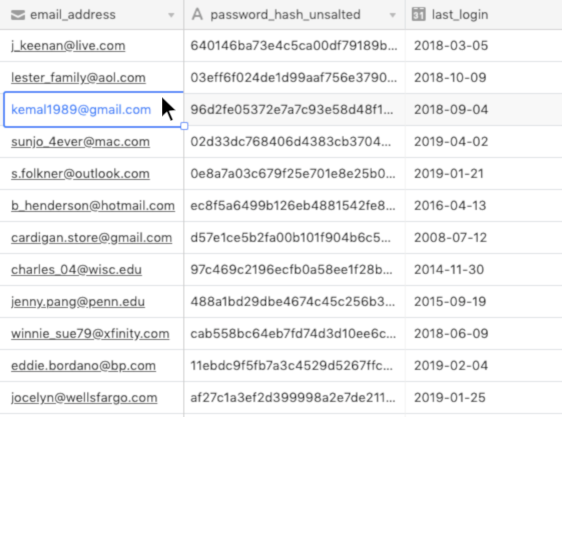 email_address A password_hash_unsalted last_login
j_keenan@live.com 640146ba73e4c5ca00df79189b... 2018-03-05
lester_family@aol.com 03eff6f024de1d99aaf756e3790... 2018-10-09
kemal1989@gmail.com 96d2fe05372e7a7c93e58d48f1... 2018-09-04
sunjo_4ever@mac.com 02d33dc768406d4383cb3704... 2019-04-02
s.folkner@outlook.com 0e8a7a03c679f25e701e8e25b0... 2019-01-21
b_henderson@hotmail.com ec8f5a6499b126eb4881542fe8... 2016-04-13
cardigan.store@gmail.com d57e1ce5b2fa00b101f904b6c5... 2008-07-12
charles_04@wisc.edu 97c469c2196ecfb0a58ee1f28b... 2014-11-30
jenny.pang@penn.edu 488a1bd29dbe4674c45c256b3... 2015-09-19
winnie_sue79@xfinity.com cab558bc64eb7fd74d3d10ee6c... 2018-06-09
eddie.bordano@bp.com 11ebdc9f5fb7a3c4529d5267ffc... 2019-02-04
jocelyn@wellsfargo.com af27c1a3ef2d399998a2e7de211... 2019-01-25